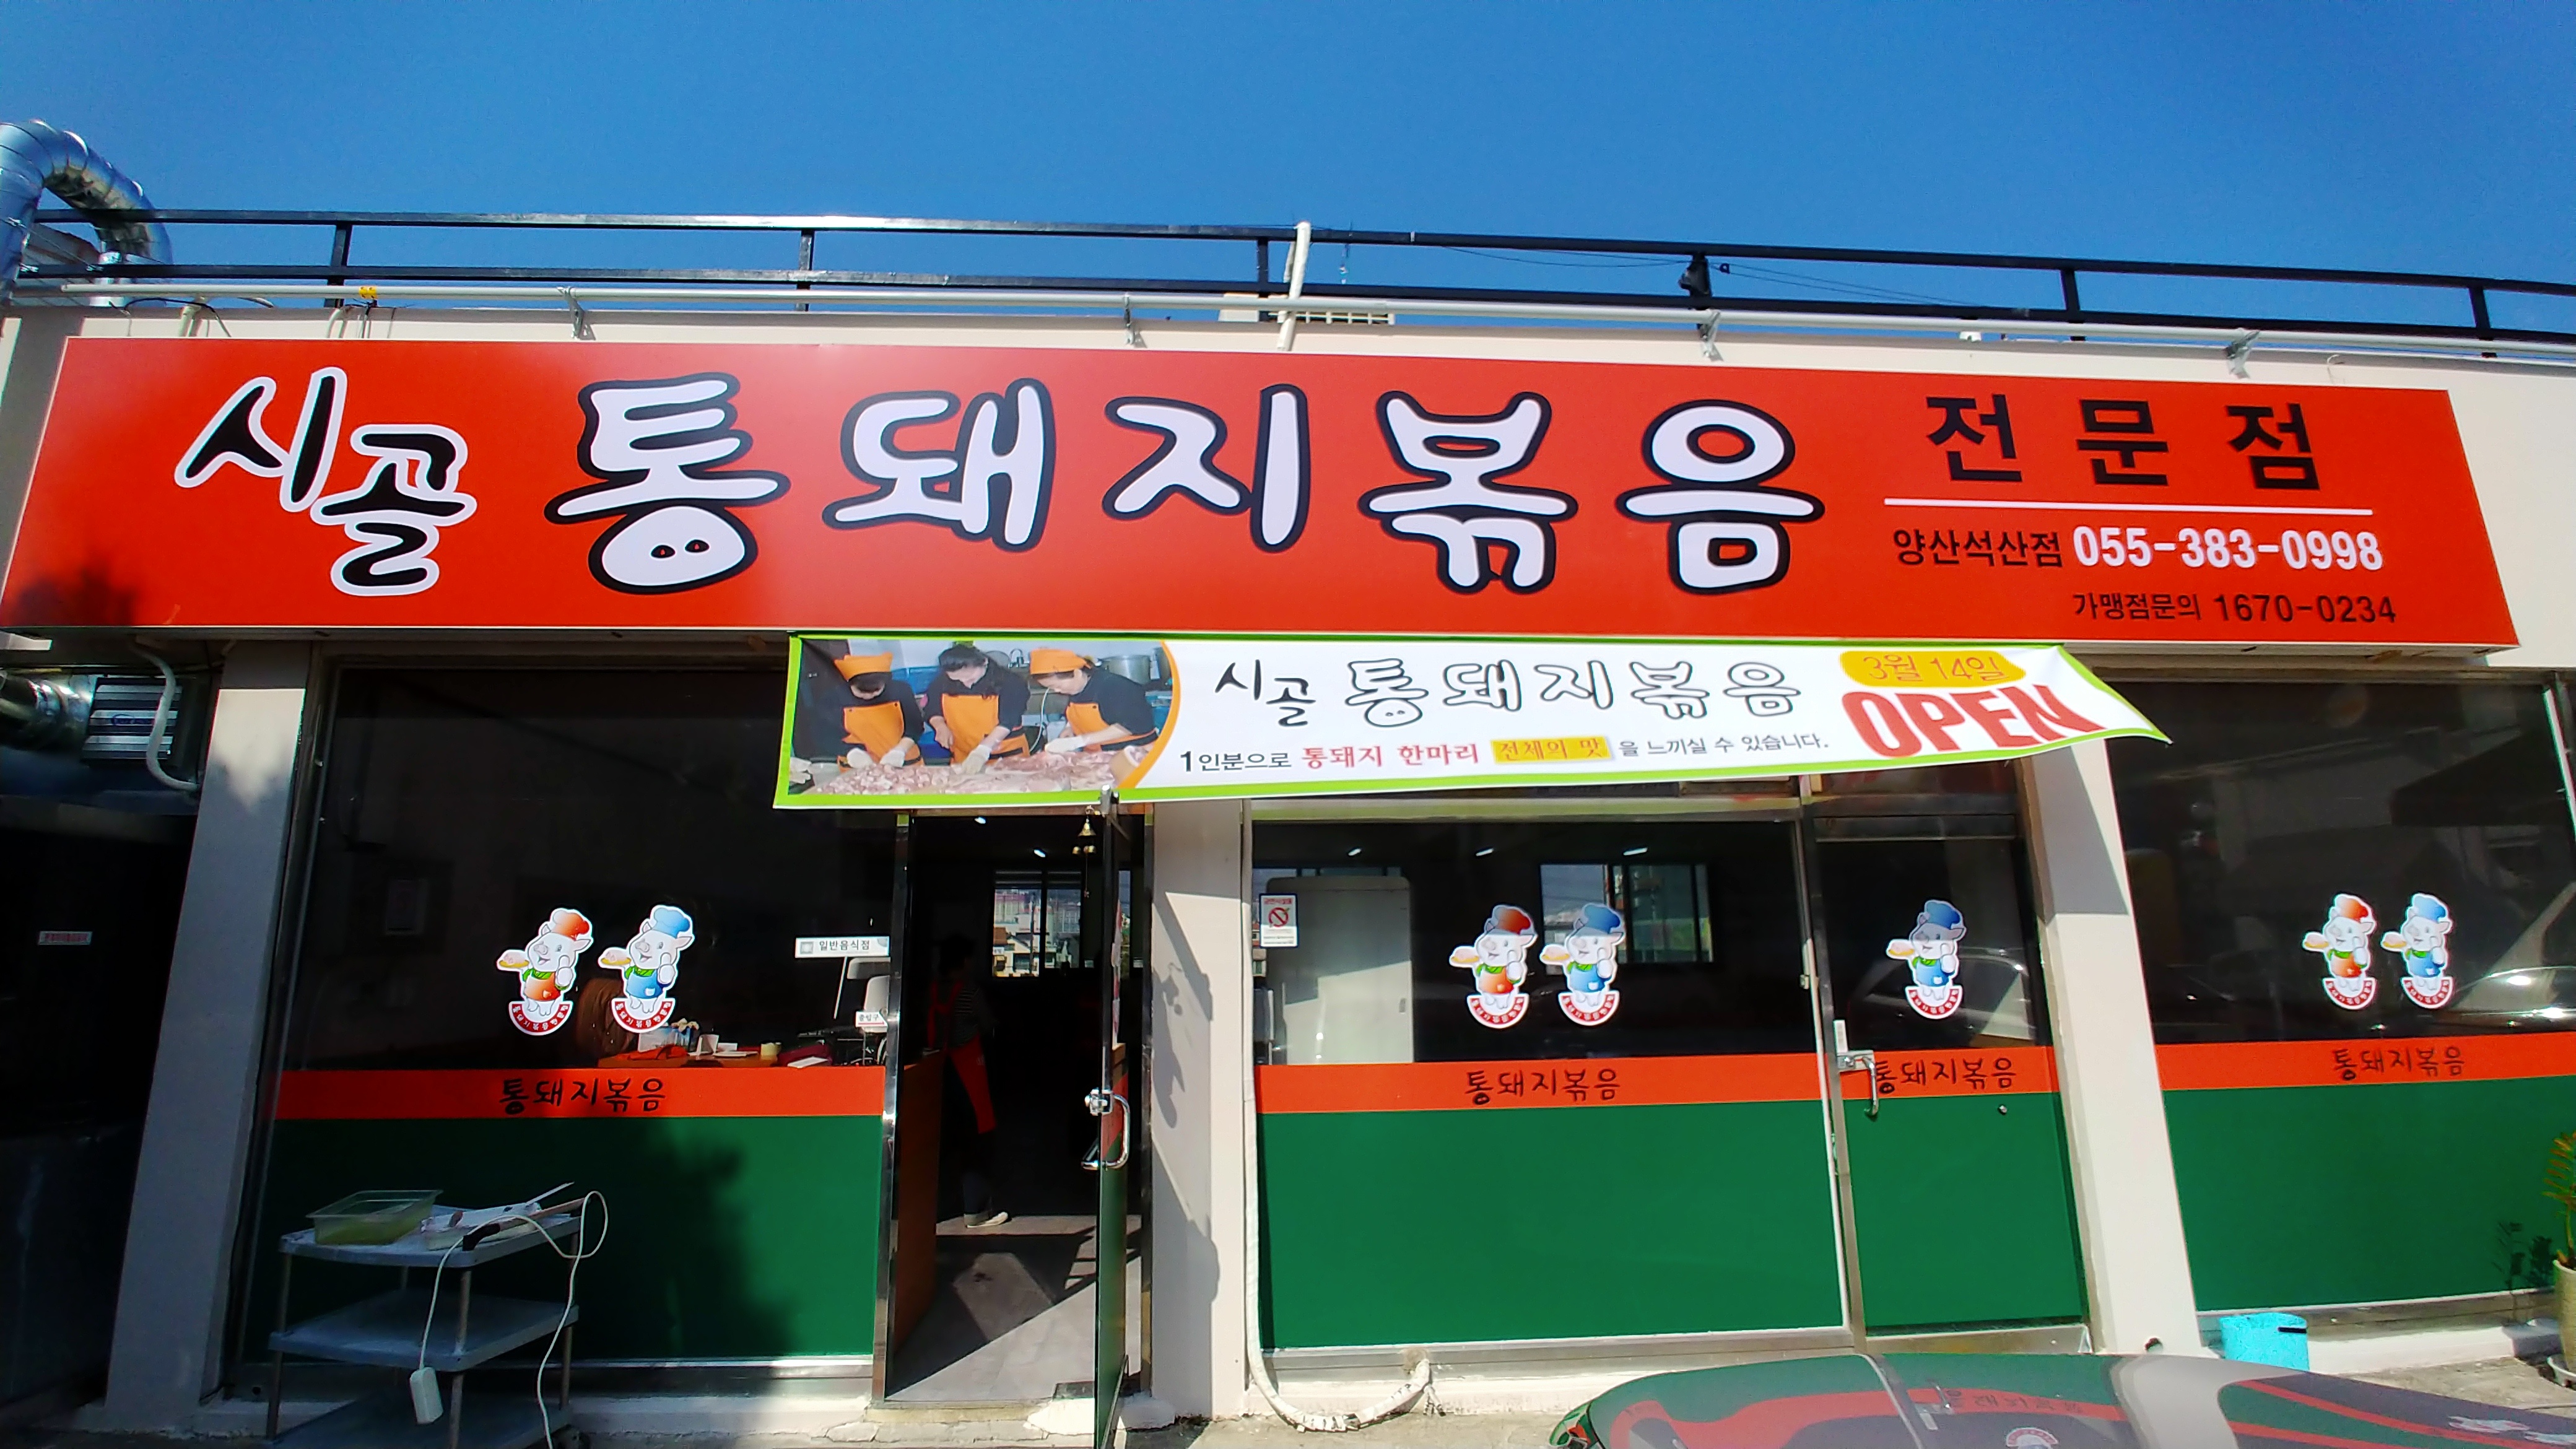 시골 통돼지볶음 전문점
양산석산점 055-383-0998
가맹점문의 1670-0234
시골 통돼지볶음 3월 14일 OPEN
1인분으로 통돼지 한마리 전체의 맛을 느끼실 수 있습니다.
일반음식점
통돼지볶음
통돼지볶음
통돼지볶음
통돼지볶음